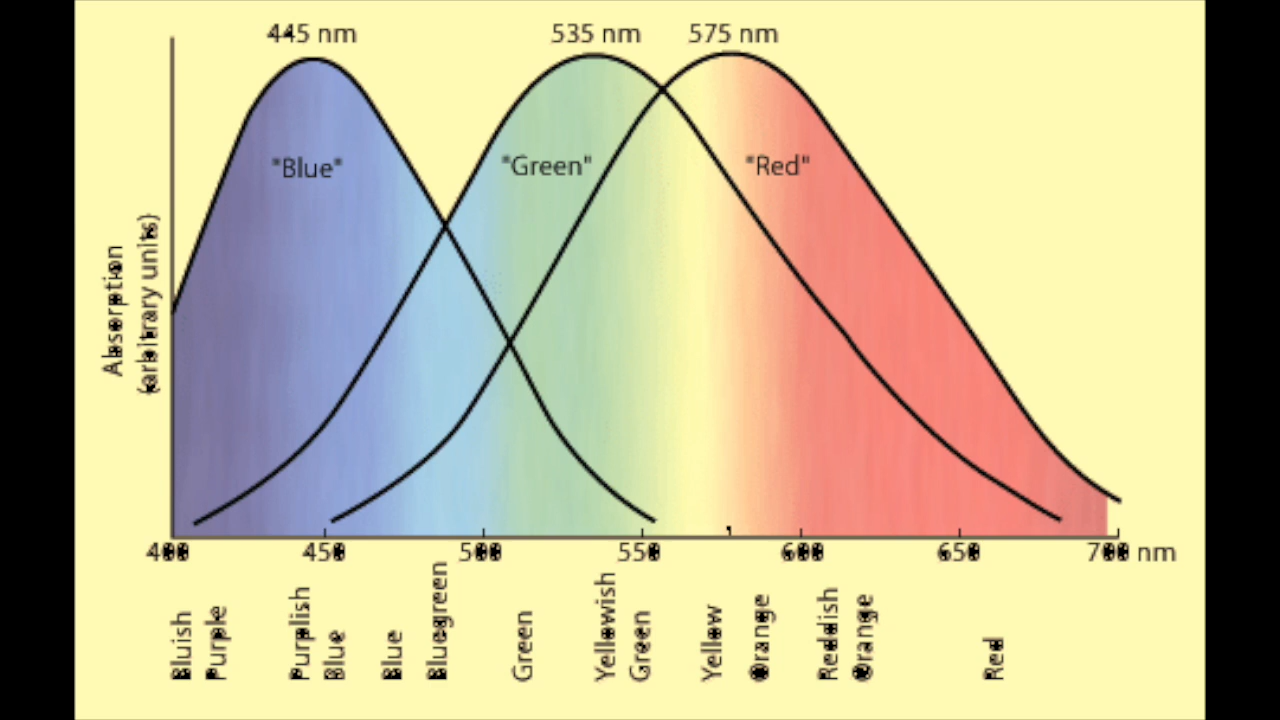 445 nm
535 nm
575 nm
"Blue"
"Green"
"Red"
Absorption
(arbitrary units)
400
450
500
550
600
650
700 nm
Bluish
Purple
Purplish
Blue
Blue
Bluegreen
Green
Yellowish
Green
Yellow
Orange
Reddish
Orange
Red